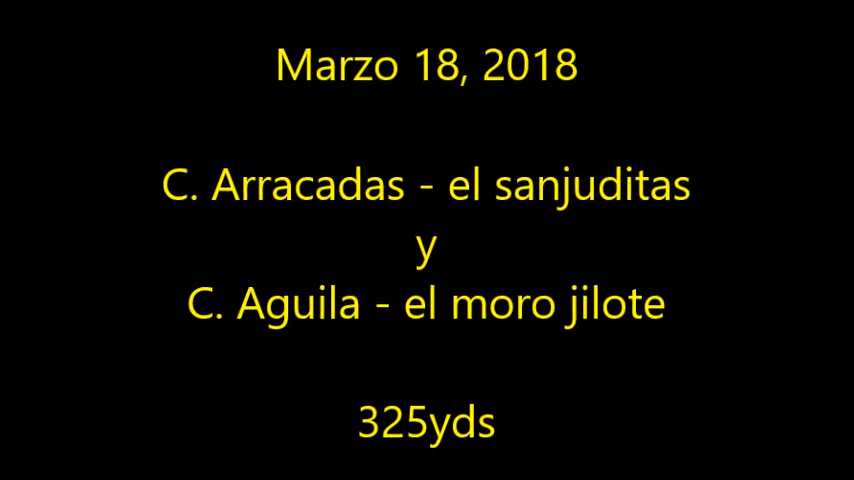 Marzo 18, 2018
C. Arracadas - el sanjuditas
y
C. Aguila - el moro jilote
325yds